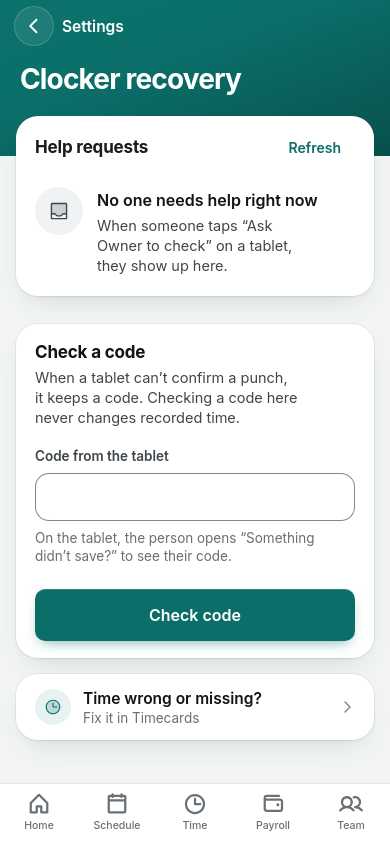 Settings
Clocker recovery
Help requests
Refresh
No one needs help right now
When someone taps “Ask
Owner to check” on a tablet,
they show up here.
Check a code
When a tablet can’t confirm a punch,
it keeps a code. Checking a code here
never changes recorded time.
Code from the tablet
On the tablet, the person opens “Something
didn’t save?” to see their code.
Check code
Time wrong or missing?
Fix it in Timecards
Home
Schedule
Time
Payroll
Team